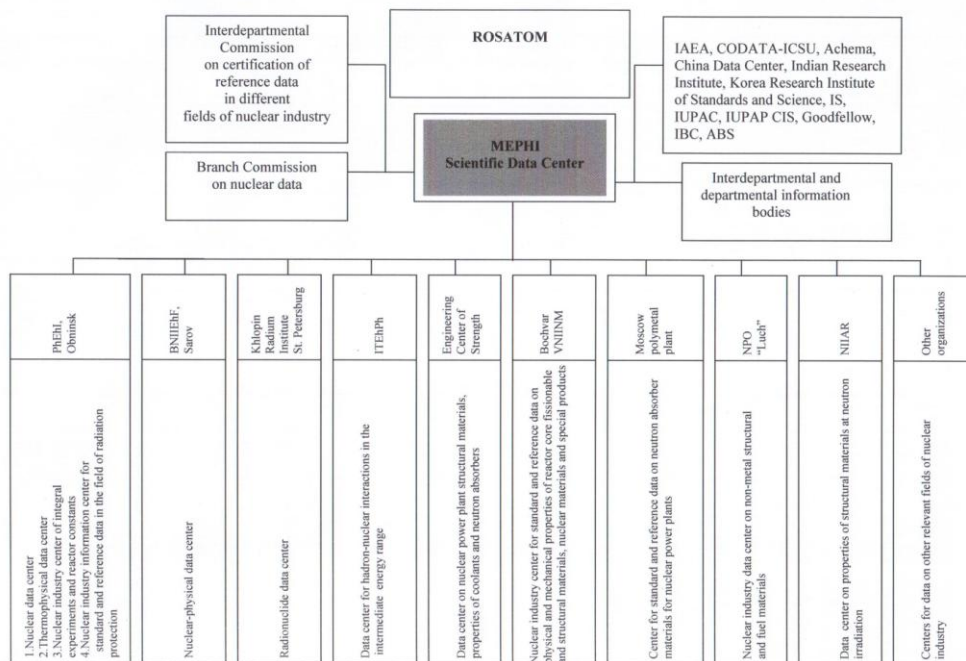 Interdepartmental
Commission
on certification of
reference data
in different
fields of nuclear industry
ROSATOM
IAEA, CODATA-ICSU, Achema,
China Data Center, Indian Research
Institute, Korea Research Institute
of Standards and Science, IS,
IUPAC, IUPAP CIS, Goodfellow,
IBC, ABS
MEPHI
Scientific Data Center
Branch Commission
on nuclear data
Interdepartmental and
departmental information
bodies
PhEhI,
Obninsk
BNIIEhF,
Sarov
Khlopin
Radium
Institute
St. Petersburg
ITEhPh
Engineering
Center of
Strength
Bochvar
VNIINM
Moscow
polymetal
plant
NPO
“Luch”
NIIAR
Other
organizations
1.Nuclear data center
2.Thermophysical data center
3.Nuclear industry center of integral
experiments and reactor constants
4.Nuclear industry information center for
standard and reference delta in the field of radiation
protection
Nuclear-physical data center
Radionuclide data center
Data center for hadron-nuclear interactions in the
intermediate energy range
Data center on nuclear power plant structural materials,
properties of coolants and neutron absorbers
Nuclear industry center for standard and reference data on
physical and mechanical properties of reactor core fissionable
and structural materials, nuclear materials and special products
Center for standard and reference data on neutron absorber
materials for nuclear power plants
Nuclear industry data center on non-metal structural
and fuel materials
Data center on properties of structural materials at neutron
irradiation
Centers for data on other relevant fields of nuclear
industry